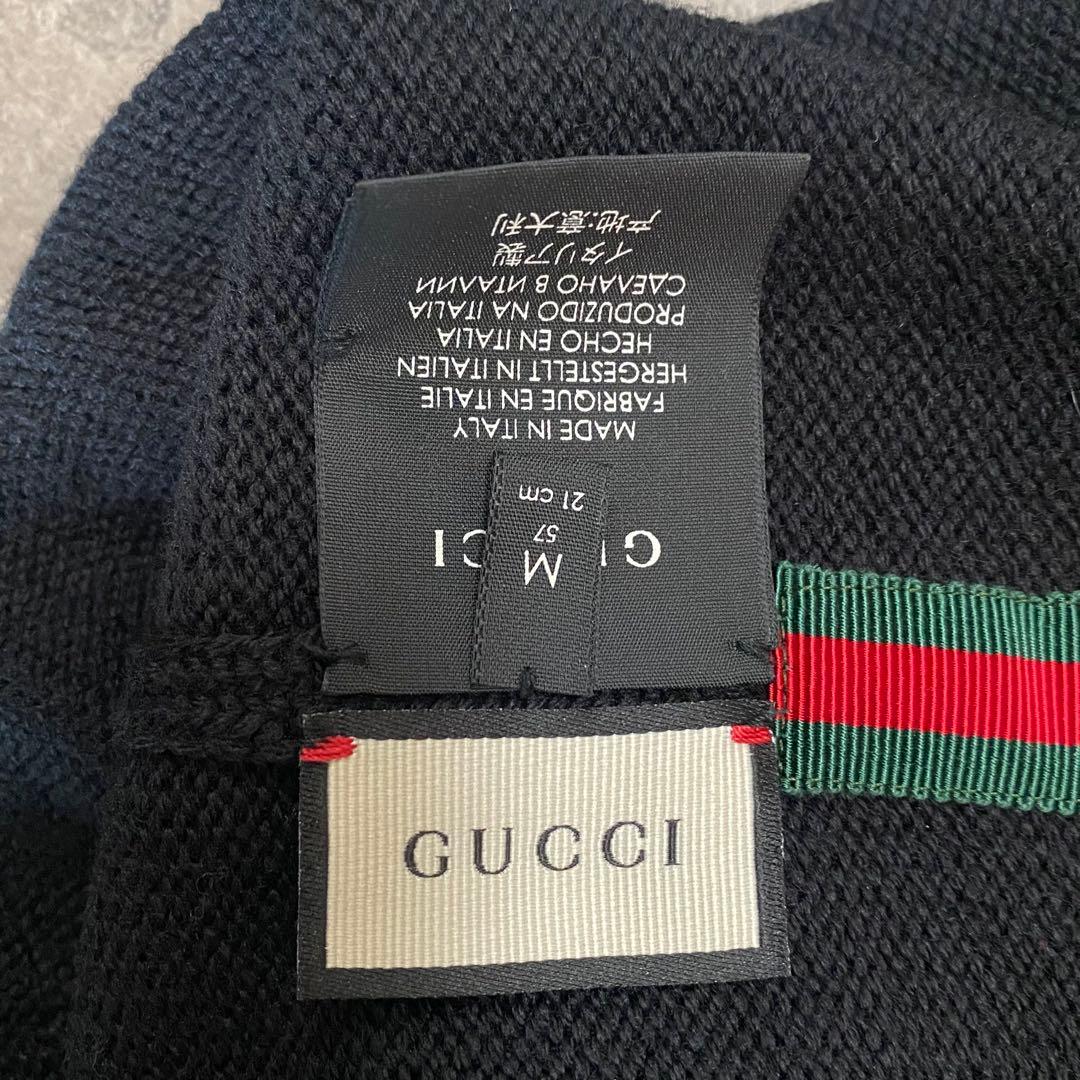 GUCCI
M
57
21 cm
MADE IN ITALY
FABRIQUE EN ITALIE
HERGESTELLT IN ITALIEN
HECHO EN ITALIA
PRODUZIDO NA ITALIA
СДЕЛАНО В ИТАЛИИ
イタリア製
产地:意大利
GUCCI